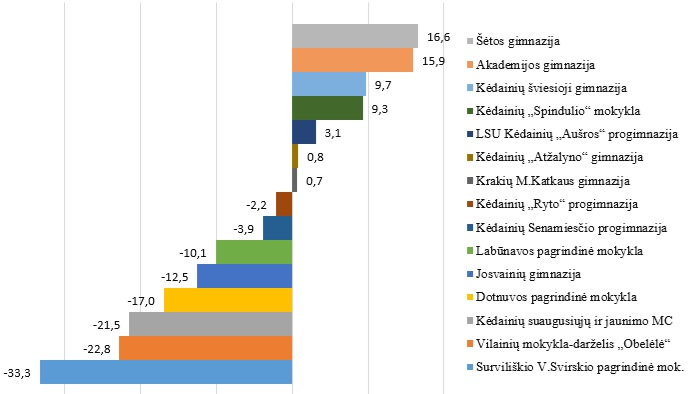 16,6
15,9
9,7
9,3
3,1
0,8
0,7
-2,2
-3,9
-10,1
-12,5
-17,0
-21,5
-22,8
-33,3
Šėtos gimnazija
Akademijos gimnazija
Kėdainių šviesioji gimnazija
Kėdainių „Spindulio“ mokykla
LSU Kėdainių „Aušros“ progimnazija
Kėdainių „Atžalyno“ gimnazija
Krakių M.Katkaus gimnazija
Kėdainių „Ryto“ progimnazija
Kėdainių Senamiesčio progimnazija
Labūnavos pagrindinė mokykla
Josvainių gimnazija
Dotnuvos pagrindinė mokykla
Kėdainių suaugusiųjų ir jaunimo MC
Vilainių mokykla-darželis „Obelėlė“
Surviliškio V.Svirskio pagrindinė mok.